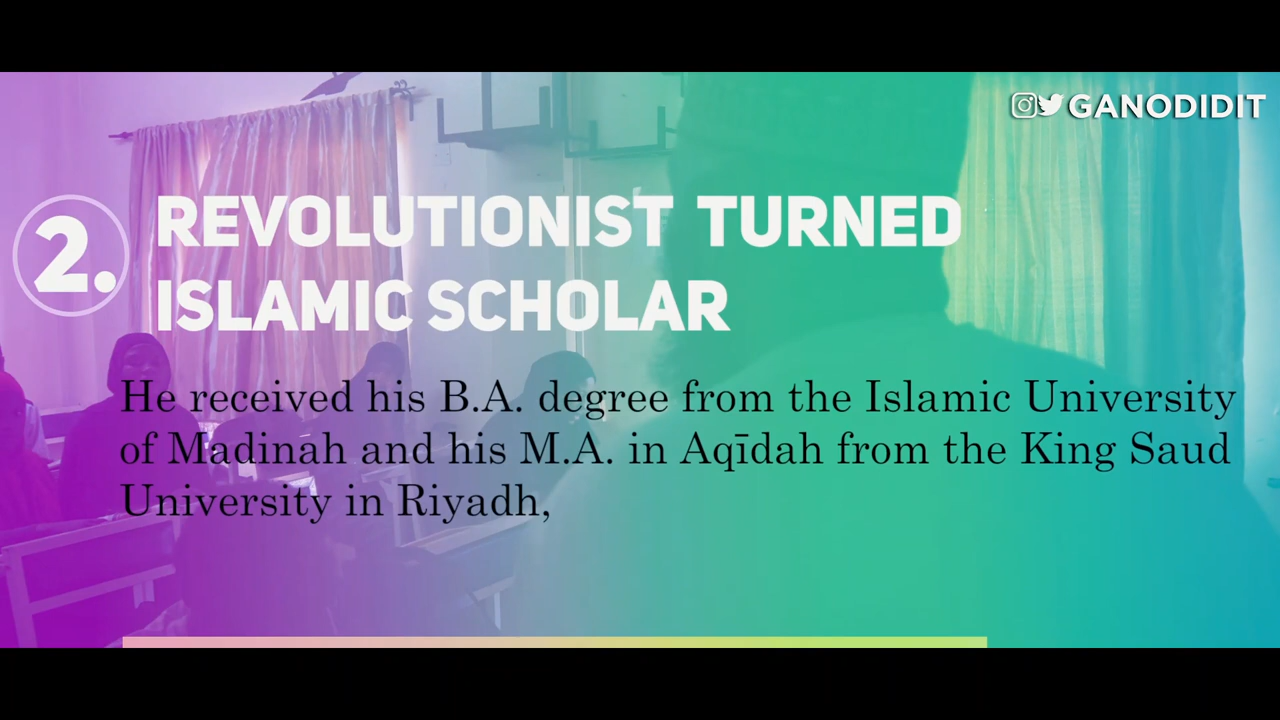 GANODIDIT
2. REVOLUTIONIST TURNED
ISLAMIC SCHOLAR
He received his B.A. degree from the Islamic University
of Madinah and his M.A. in Aqīdah from the King Saud
University in Riyadh,